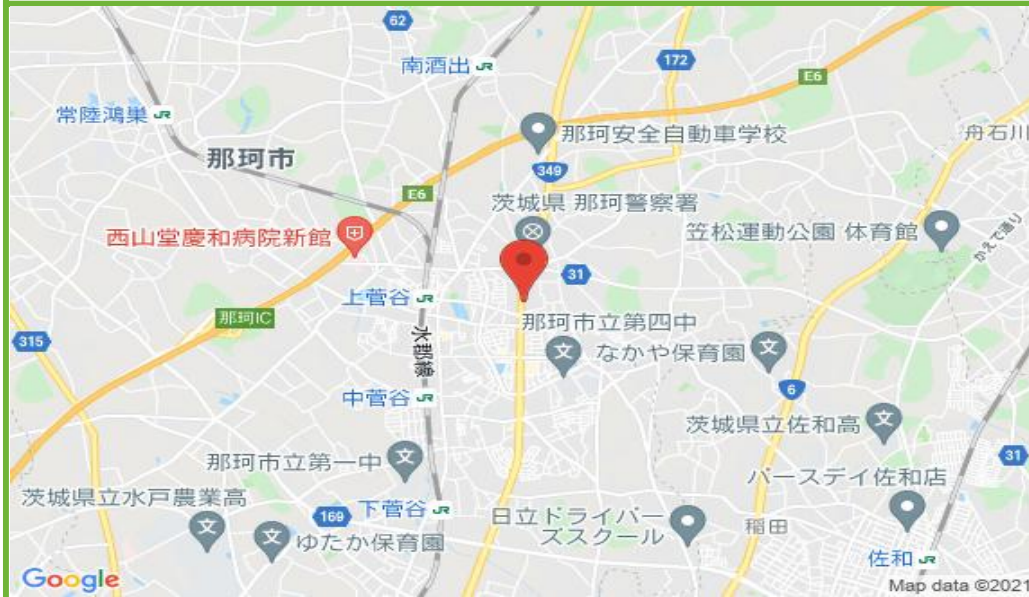 62
南酒出
172
E6
常陸鴻巣
那珂安全自動車学校
舟石川
那珂市
349
E6
茨城県 那珂警察署
西山堂慶和病院新館
笠松運動公園 体育館
かえで通り
31
上菅谷
那珂IC
那珂市立第四中
315
水郡線
なかや保育園
6
中菅谷
茨城県立佐和高
31
那珂市立第一中
バースデイ佐和店
茨城県立水戸農業高
169
下菅谷
日立ドライバー
ズスクール
稲田
ゆたか保育園
佐和
Google
Map data ©2021